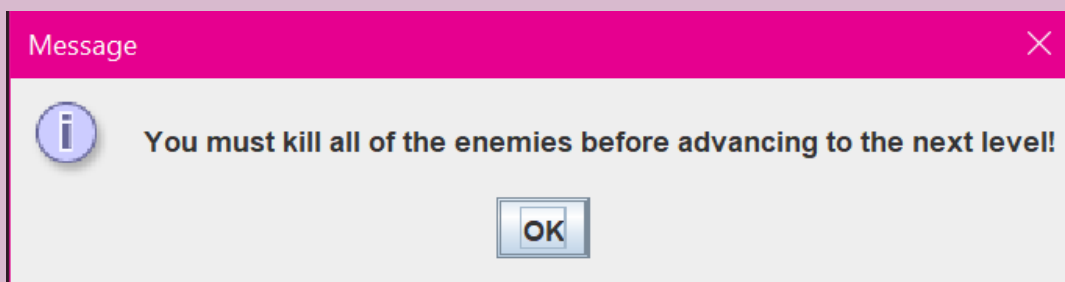 Message
You must kill all of the enemies before advancing to the next level!
OK